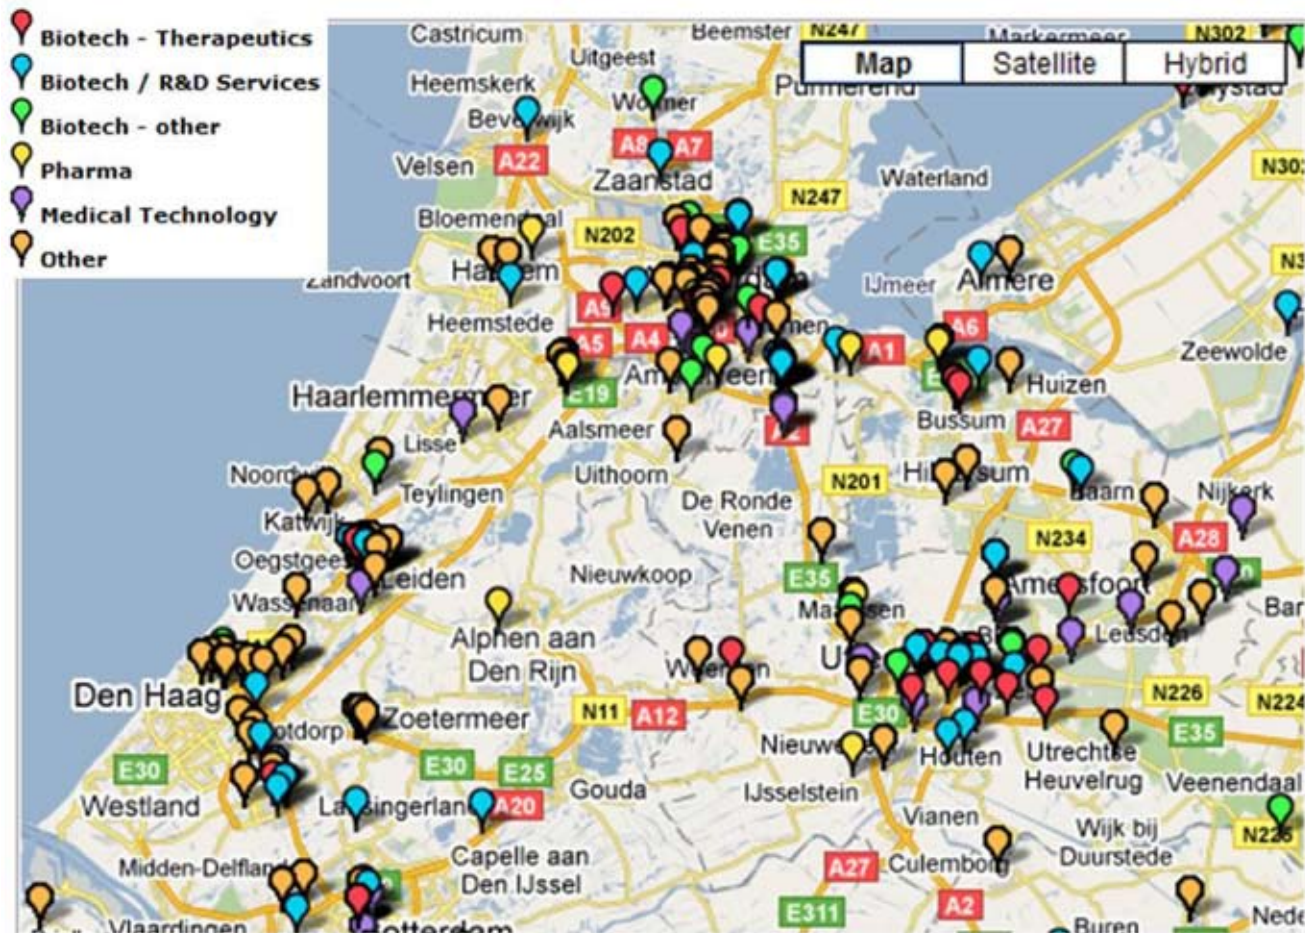 Biotech - Therapeutics
Biotech / R&D Services
Biotech - other
Pharma
Medical Technology
Other
Map
Satellite
Hybrid
Castricum
Beemster
N247
Markermeer
N302
Uitgeest
Heemskerk
Purmerend
A8
A7
Velsen
A22
Zaanstad
Waterland
N247
N202
E35
Zandvoort
IJmeer
Almere
Heemstede
A5
A4
A1
A6
Zeewolde
E19
Huizen
Haarlemmermeer
Bussum
A27
Lisse
Aalsmeer
A2
Uithoorn
N201
Teylingen
De Ronde
Venen
Baarn
Nijkerk
Katwijk
N234
A28
Leiden
Nieuwkoop
E35
Wassenaar
Alphen aan
Den Rijn
Leusden
Den Haag
Zoetermeer
N11
A12
E30
N226
N224
E35
Houten
Utrechtse
Heuvelrug
Veenendaal
E30
E30
E25
Gouda
IJsselstein
Westland
A20
Vianen
Wijk bij
Duurstede
Midden-Delfland
Capelle aan
Den IJssel
A27
Culemborg
E311
A2
Buren
Vlaardingen